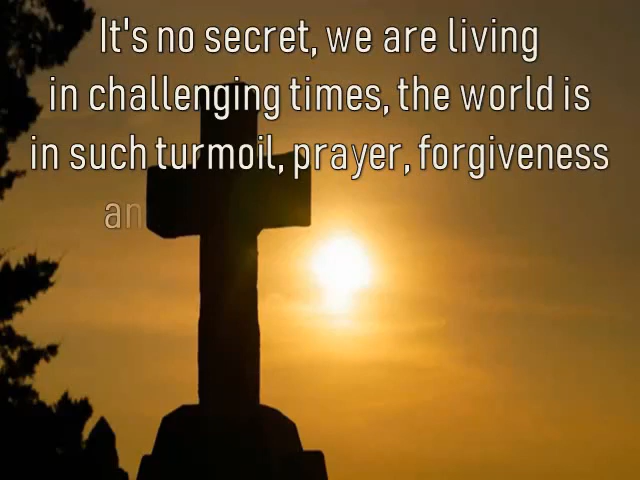 It's no secret, we are living
in challenging times, the world is
in such turmoil, prayer, forgiveness